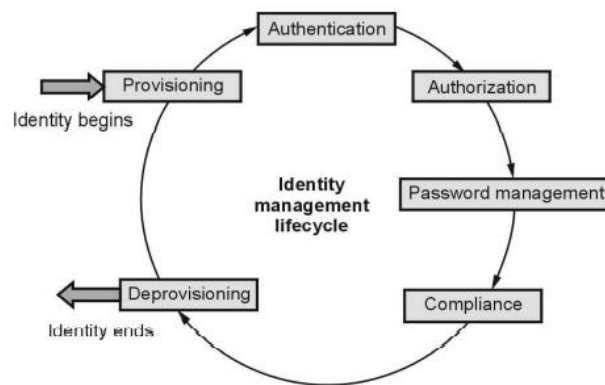 Authentication
Provisioning
Authorization
Identity begins
Identity
management
lifecycle
Password management
Deprovisioning
Compliance
Identity ends